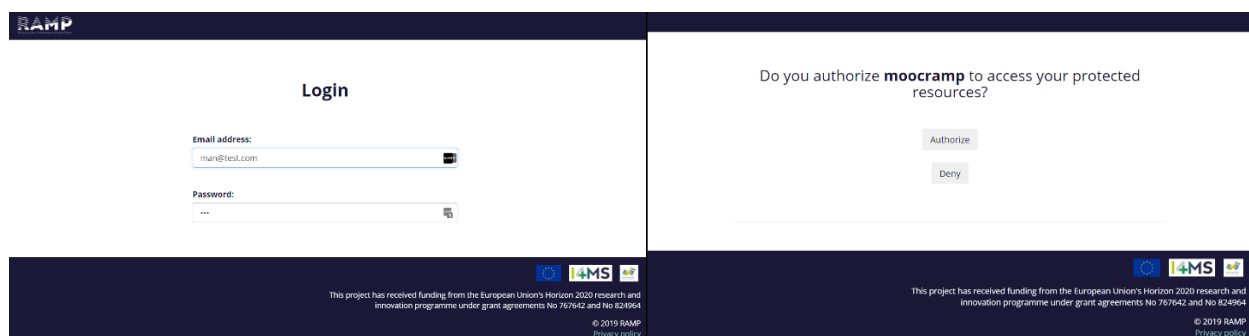 RAMP
Login
Email address:
man@test.com
Password:
•••
I4MS
This project has received funding from the European Union's Horizon 2020 research and
innovation programme under grant agreements No 767642 and No 824964
© 2019 RAMP
Privacy policy
Do you authorize moocramp to access your protected
resources?
Authorize
Deny
I4MS
This project has received funding from the European Union's Horizon 2020 research and
innovation programme under grant agreements No 767642 and No 824964
© 2019 RAMP
Privacy policy